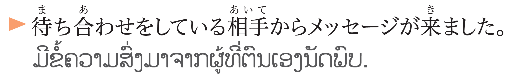 ▶待ち合わせをしている相手からメッセージが来ました。
ມີຂໍ້ຄວາມສົ່ງມາຈາກຜູ້ທີ່ຕົນເອງນັດພົບ.